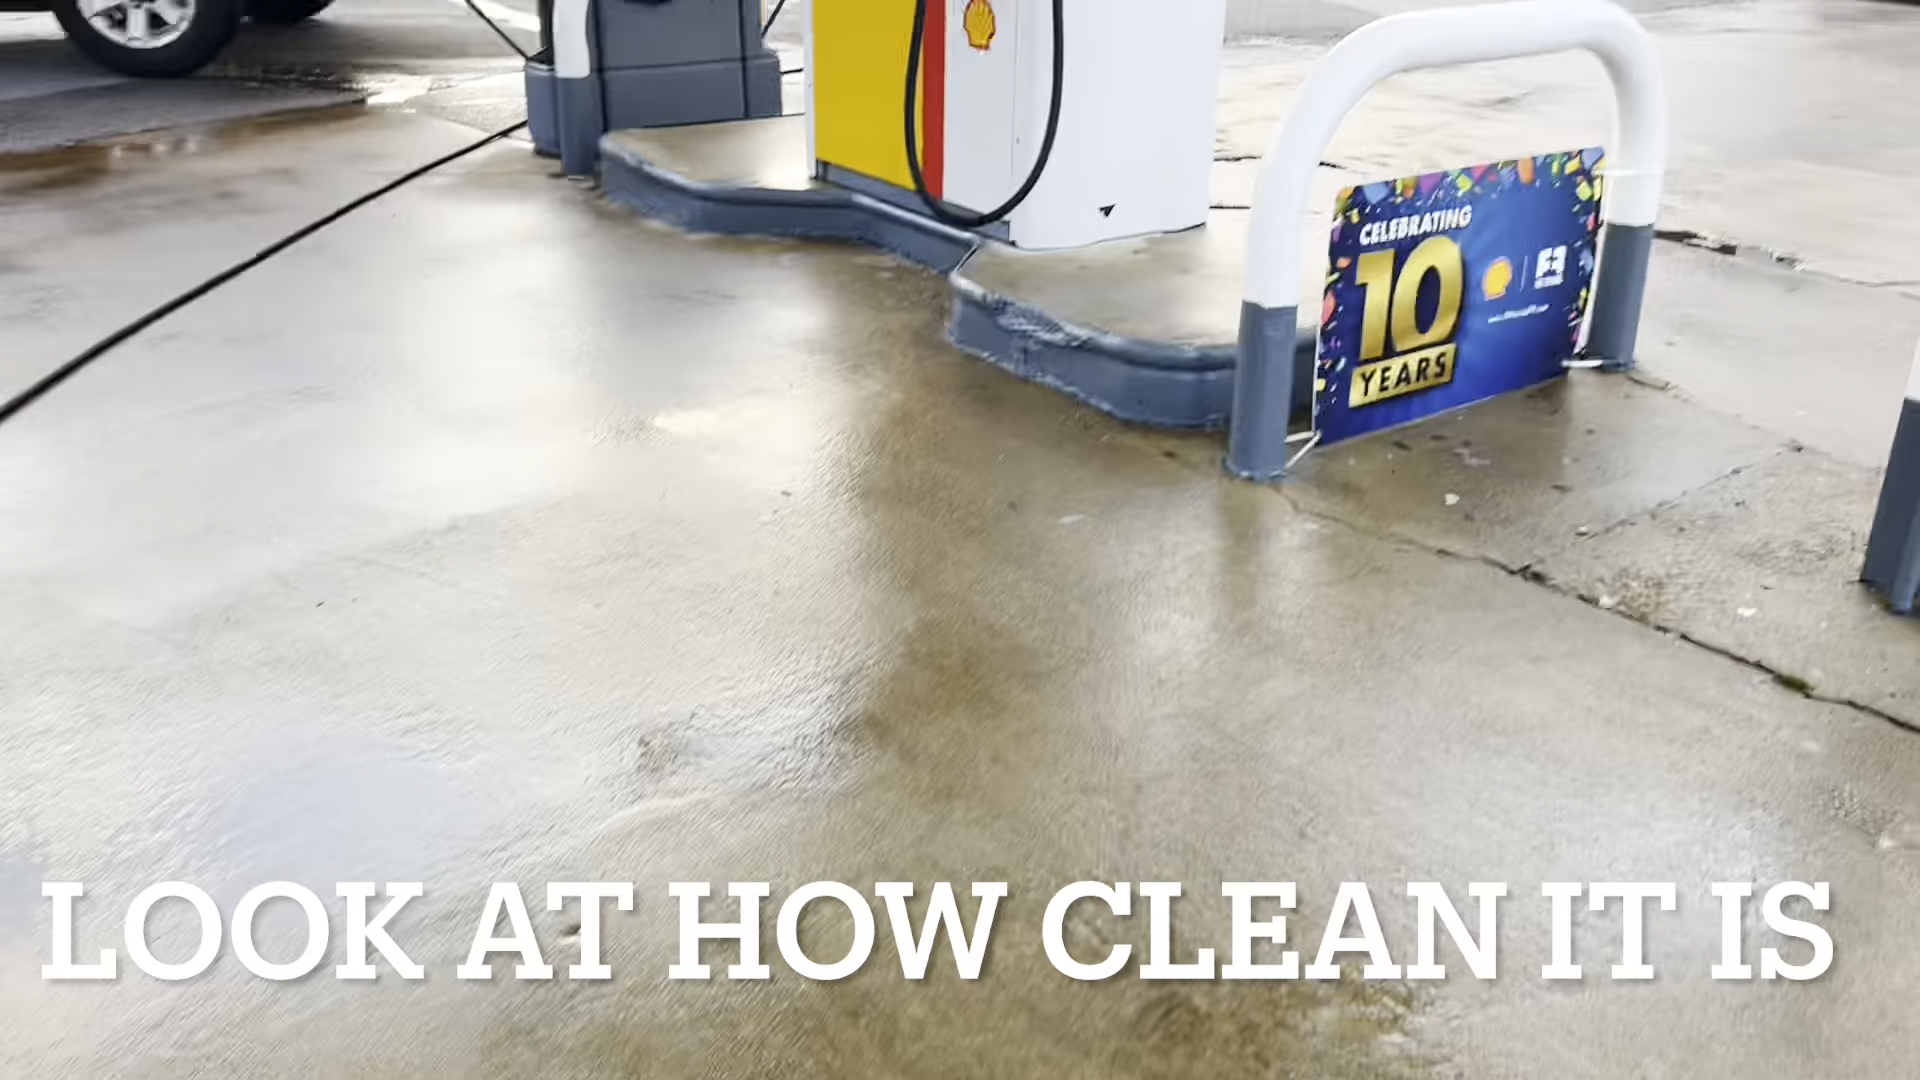 CELEBRATING
10
YEARS
LOOK AT HOW CLEAN IT IS